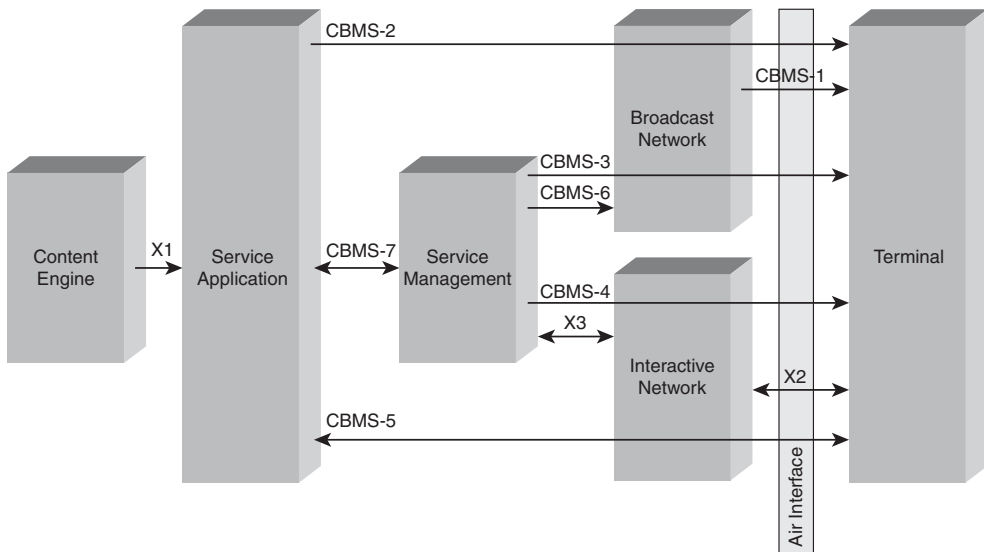 CBMS-2
CBMS-1
Broadcast
Network
CBMS-3
CBMS-6
Content
Engine
X1
Service
Application
CBMS-7
Service
Management
Terminal
CBMS-4
X3
Interactive
Network
X2
CBMS-5
Air Interface